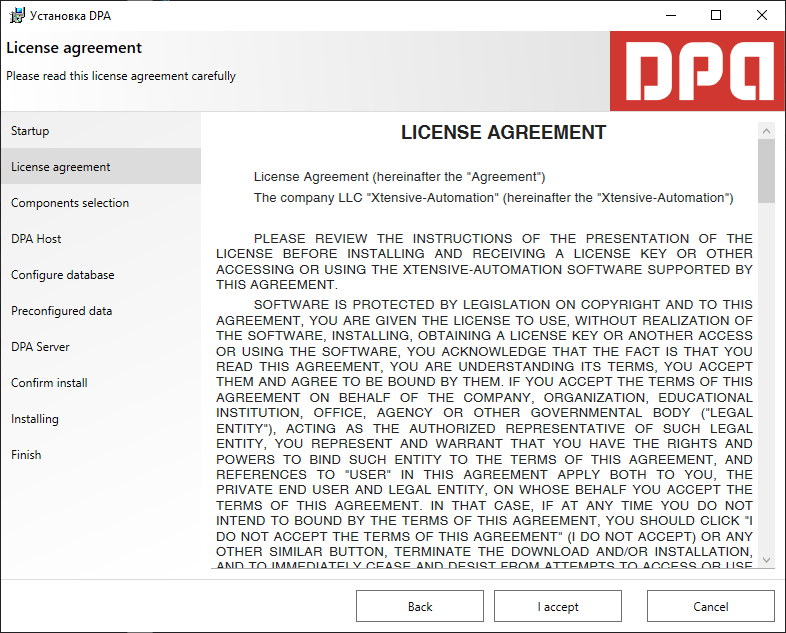 Установка DPA
License agreement
Please read this license agreement carefully
DPA
Startup
License agreement
Components selection
DPA Host
Configure database
Preconfigured data
DPA Server
Confirm install
Installing
Finish
LICENSE AGREEMENT
License Agreement (hereinafter the "Agreement")
The company LLC "Xtensive-Automation" (hereinafter the "Xtensive-Automation")
PLEASE REVIEW THE INSTRUCTIONS OF THE PRESENTATION OF THE
LICENSE BEFORE INSTALLING AND RECEIVING A LICENSE KEY OR OTHER
ACCESSING OR USING THE XTENSIVE-AUTOMATION SOFTWARE SUPPORTED BY
THIS AGREEMENT.
SOFTWARE IS PROTECTED BY LEGISLATION ON COPYRIGHT AND TO THIS
AGREEMENT, YOU ARE GIVEN THE LICENSE TO USE, WITHOUT REALIZATION OF
THE SOFTWARE, INSTALLING, OBTAINING A LICENSE KEY OR ANOTHER ACCESS
OR USING THE SOFTWARE, YOU ACKNOWLEDGE THAT THE FACT IS THAT YOU
READ THIS AGREEMENT, YOU ARE UNDERSTANDING ITS TERMS, YOU ACCEPT
THEM AND AGREE TO BE BOUND BY THEM. IF YOU ACCEPT THE TERMS OF THIS
AGREEMENT ON BEHALF OF THE COMPANY, ORGANIZATION, EDUCATIONAL
INSTITUTION, OFFICE, AGENCY OR OTHER GOVERNMENTAL BODY ("LEGAL
ENTITY"), ACTING AS THE AUTHORIZED REPRESENTATIVE OF SUCH LEGAL
ENTITY, YOU REPRESENT AND WARRANT THAT YOU HAVE THE RIGHTS AND
POWERS TO BIND SUCH ENTITY TO THE TERMS OF THIS AGREEMENT, AND
REFERENCES TO "USER" IN THIS AGREEMENT APPLY BOTH TO YOU, THE
PRIVATE END USER AND LEGAL ENTITY, ON WHOSE BEHALF YOU ACCEPT THE
TERMS OF THIS AGREEMENT. IN THAT CASE, IF AT ANY TIME YOU DO NOT
INTEND TO BOUND BY THE TERMS OF THIS AGREEMENT, YOU SHOULD CLICK "I
DO NOT ACCEPT THE TERMS OF THIS AGREEMENT" (I DO NOT ACCEPT) OR ANY
OTHER SIMILAR BUTTON, TERMINATE THE DOWNLOAD AND/OR INSTALLATION,
AND TO IMMEDIATELY CEASE AND DESIST FROM ATTEMPTS TO ACCESS OR USE
Back
I accept
Cancel